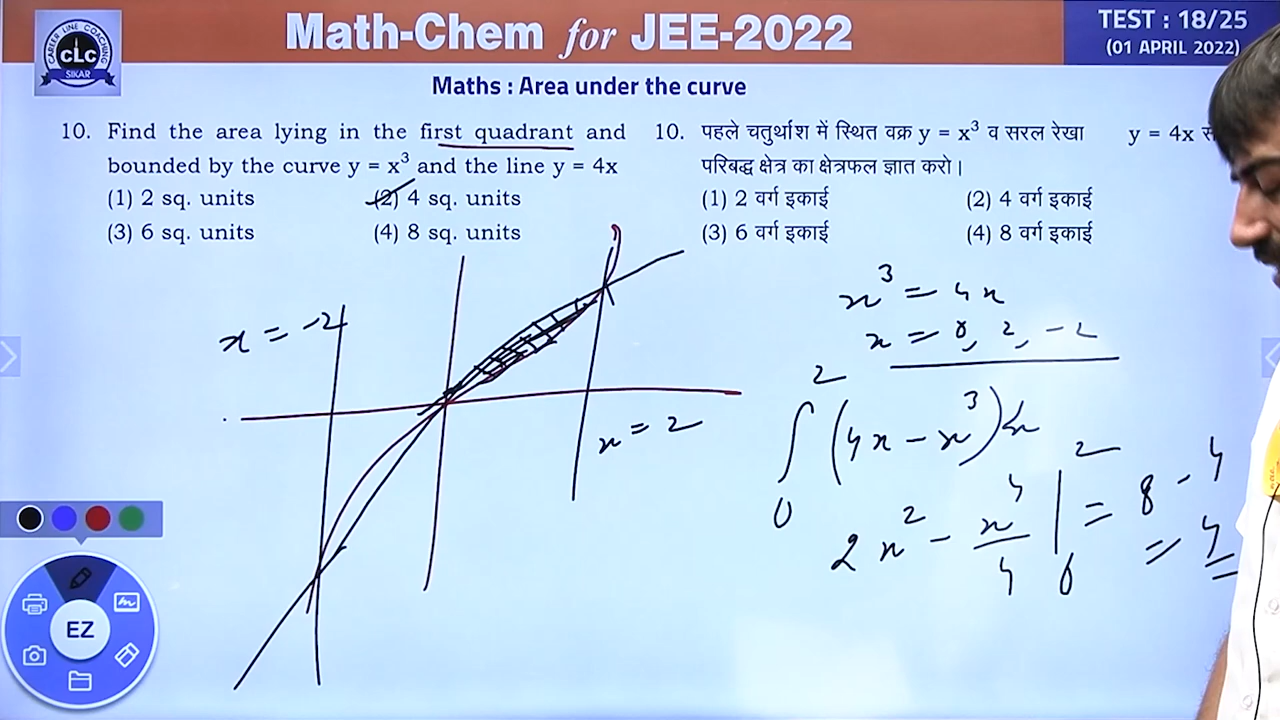 CAREER LINE COACHING
CLC
SIKAR
Math-Chem for JEE-2022
TEST : 18/25
(01 APRIL 2022)
Maths : Area under the curve
10. Find the area lying in the first quadrant and
bounded by the curve y = x³ and the line y = 4x
(1) 2 sq. units
(2) 4 sq. units
(3) 6 sq. units
(4) 8 sq. units
10. पहले चतुर्थाश में स्थित वक्र y = x³ व सरल रेखा y = 4x से
परिबद्ध क्षेत्र का क्षेत्रफल ज्ञात करो।
(1) 2 वर्ग इकाई
(2) 4 वर्ग इकाई
(3) 6 वर्ग इकाई
(4) 8 वर्ग इकाई
x = -2
x = 2
x³ = 4x
x = 0, 2, -2
∫₀² (4x - x³) dx
2x² - x⁴/4 |₀² = 8 - 4
= 4
EZ